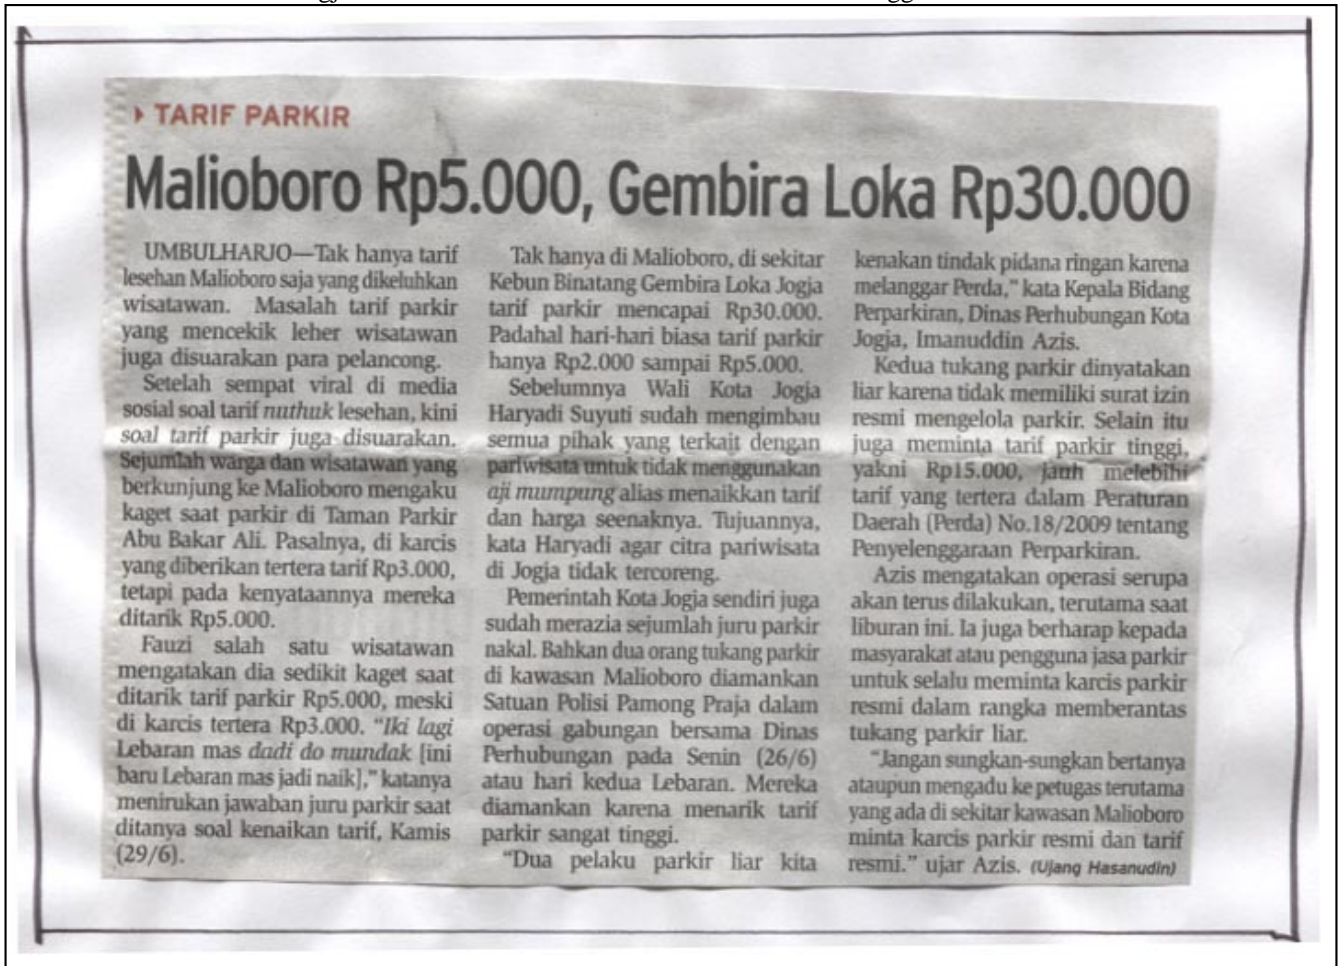 TARIF PARKIR
Malioboro Rp5.000, Gembira Loka Rp30.000
UMBULHARJO—Tak hanya tarif
lesehan Malioboro saja yang dikeluhkan
wisatawan. Masalah tarif parkir
yang mencekik leher wisatawan
juga disuarakan para pelancong.
Setelah sempat viral di media
sosial soal tarif nuthuk lesehan, kini
soal tarif parkir juga disuarakan.
Sejumlah warga dan wisatawan yang
berkunjung ke Malioboro mengaku
kaget saat parkir di Taman Parkir
Abu Bakar Ali. Pasalnya, di karcis
yang diberikan tertera tarif Rp3.000,
tetapi pada kenyataannya mereka
ditarik Rp5.000.
Fauzi salah satu wisatawan
mengatakan dia sedikit kaget saat
ditarik tarif parkir Rp5.000, meski
di karcis tertera Rp3.000. “Iki lagi
Lebaran mas dadi do mundak [ini
baru Lebaran mas jadi naik],” katanya
menirukan jawaban juru parkir saat
ditanya soal kenaikan tarif, Kamis
(29/6).
Tak hanya di Malioboro, di sekitar
Kebun Binatang Gembira Loka Jogja
tarif parkir mencapai Rp30.000.
Padahal hari-hari biasa tarif parkir
hanya Rp2.000 sampai Rp5.000.
Sebelumnya Wali Kota Jogja
Haryadi Suyuti sudah mengimbau
semua pihak yang terkait dengan
pariwisata untuk tidak menggunakan
aji mumpung alias menaikkan tarif
dan harga seenaknya. Tujuannya,
kata Haryadi agar citra pariwisata
di Jogja tidak tercoreng.
Pemerintah Kota Jogja sendiri juga
sudah merazia sejumlah juru parkir
nakal. Bahkan dua orang tukang parkir
di kawasan Malioboro diamankan
Satuan Polisi Pamong Praja dalam
operasi gabungan bersama Dinas
Perhubungan pada Senin (26/6)
atau hari kedua Lebaran. Mereka
diamankan karena menarik tarif
parkir sangat tinggi.
“Dua pelaku parkir liar kita
kenakan tindak pidana ringan karena
melanggar Perda,” kata Kepala Bidang
Perparkiran, Dinas Perhubungan Kota
Jogja, Imanuddin Azis.
Kedua tukang parkir dinyatakan
liar karena tidak memiliki surat izin
resmi mengelola parkir. Selain itu
juga meminta tarif parkir tinggi,
yakni Rp15.000, jauh melebihi
tarif yang tertera dalam Peraturan
Daerah (Perda) No.18/2009 tentang
Penyelenggaraan Perparkiran.
Azis mengatakan operasi serupa
akan terus dilakukan, terutama saat
liburan ini. Ia juga berharap kepada
masyarakat atau pengguna jasa parkir
untuk selalu meminta karcis parkir
resmi dalam rangka memberantas
tukang parkir liar.
“Jangan sungkan-sungkan bertanya
ataupun mengadu ke petugas terutama
yang ada di sekitar kawasan Malioboro
minta karcis parkir resmi dan tarif
resmi.” ujar Azis. (Ujang Hasanudin)